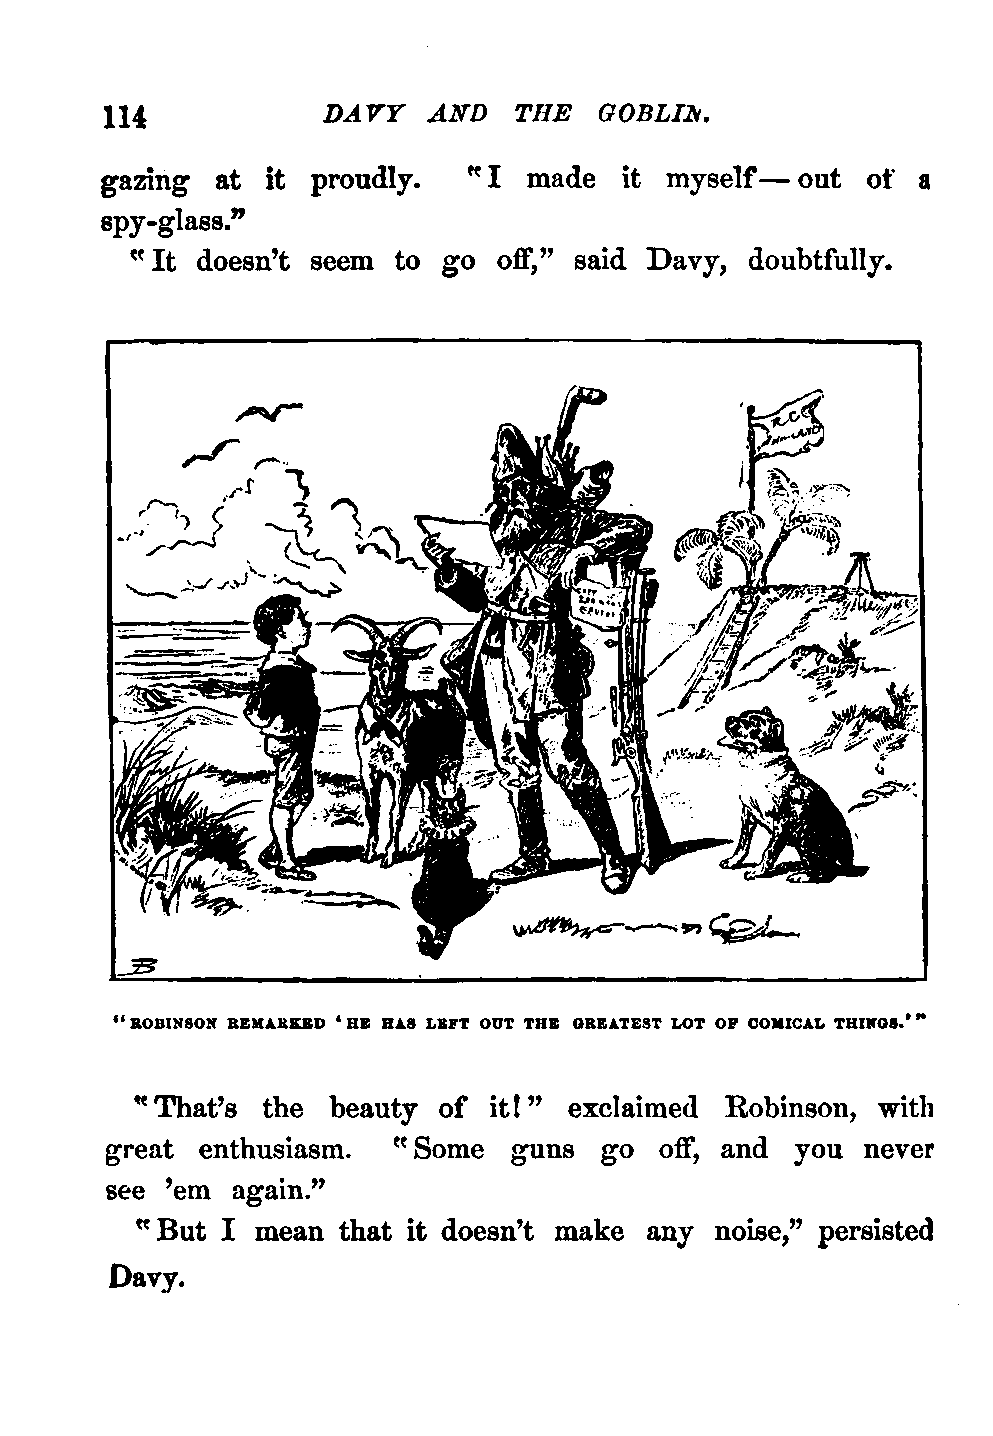 114 DAVY AND THE GOBLIN.
gazing at it proudly. "I made it myself—out of a
spy-glass."
"It doesn't seem to go off," said Davy, doubtfully.
R.C.
B
"ROBINSON REMARKED 'HE HAS LEFT OUT THE GREATEST LOT OF COMICAL THINGS.'"
"That's the beauty of it!" exclaimed Robinson, with
great enthusiasm. "Some guns go off, and you never
see 'em again."
"But I mean that it doesn't make any noise," persisted
Davy.